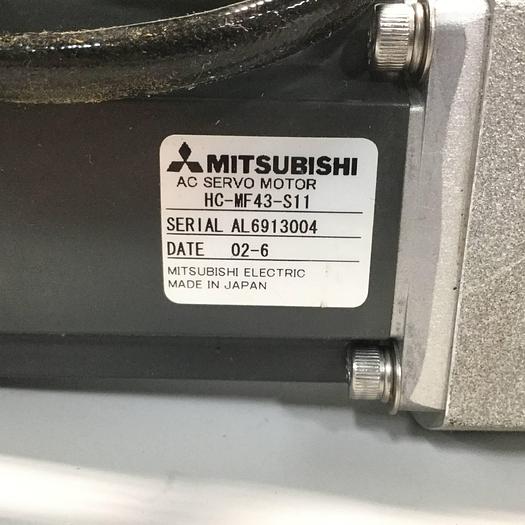 MITSUBISHI
AC SERVO MOTOR
HC-MF43-S11
SERIAL AL6913004
DATE 02-6
MITSUBISHI ELECTRIC
MADE IN JAPAN